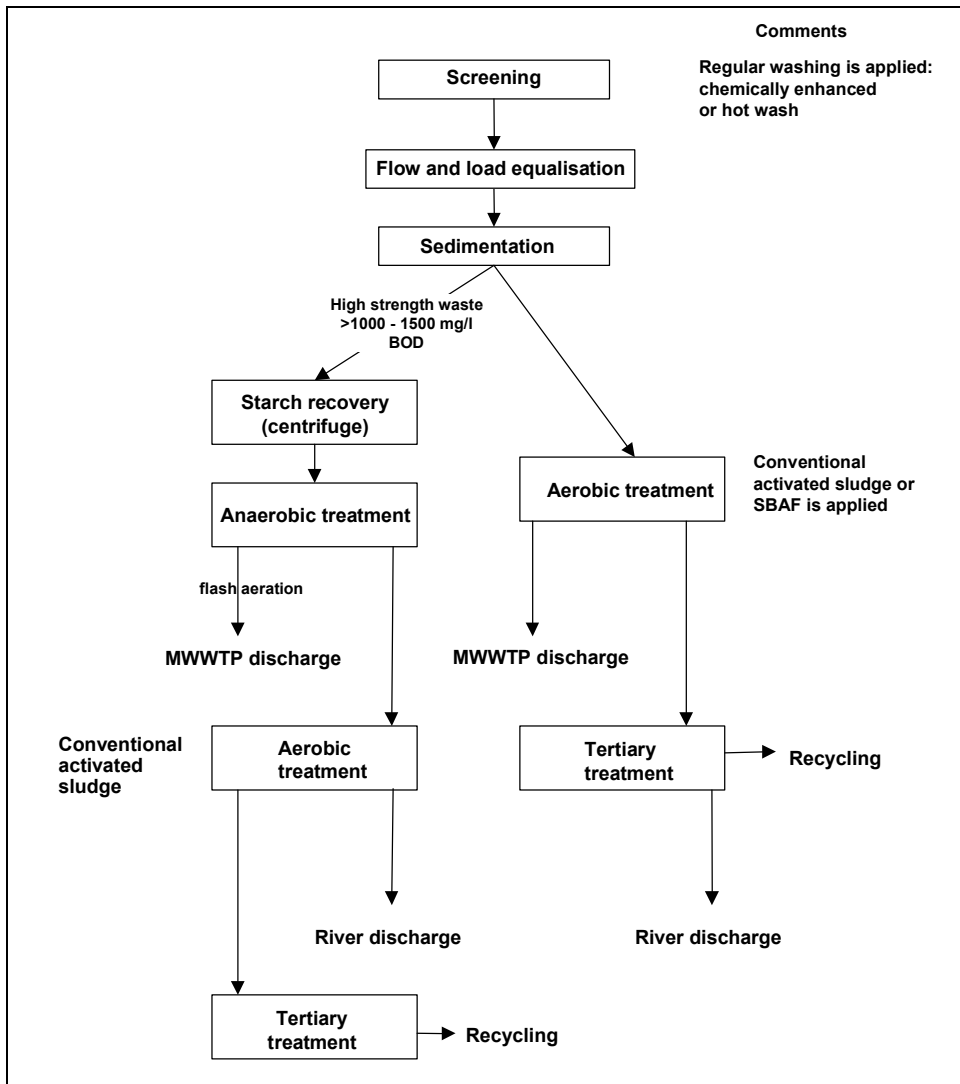 Comments
Screening
Regular washing is applied:
chemically enhanced
or hot wash
Flow and load equalisation
Sedimentation
High strength waste
>1000 - 1500 mg/l
BOD
Starch recovery
(centrifuge)
Aerobic treatment
Conventional
activated sludge or
SBAF is applied
Anaerobic treatment
flash aeration
MWWTP discharge
MWWTP discharge
Conventional
activated
sludge
Aerobic
treatment
Tertiary
treatment
Recycling
River discharge
River discharge
Tertiary
treatment
Recycling